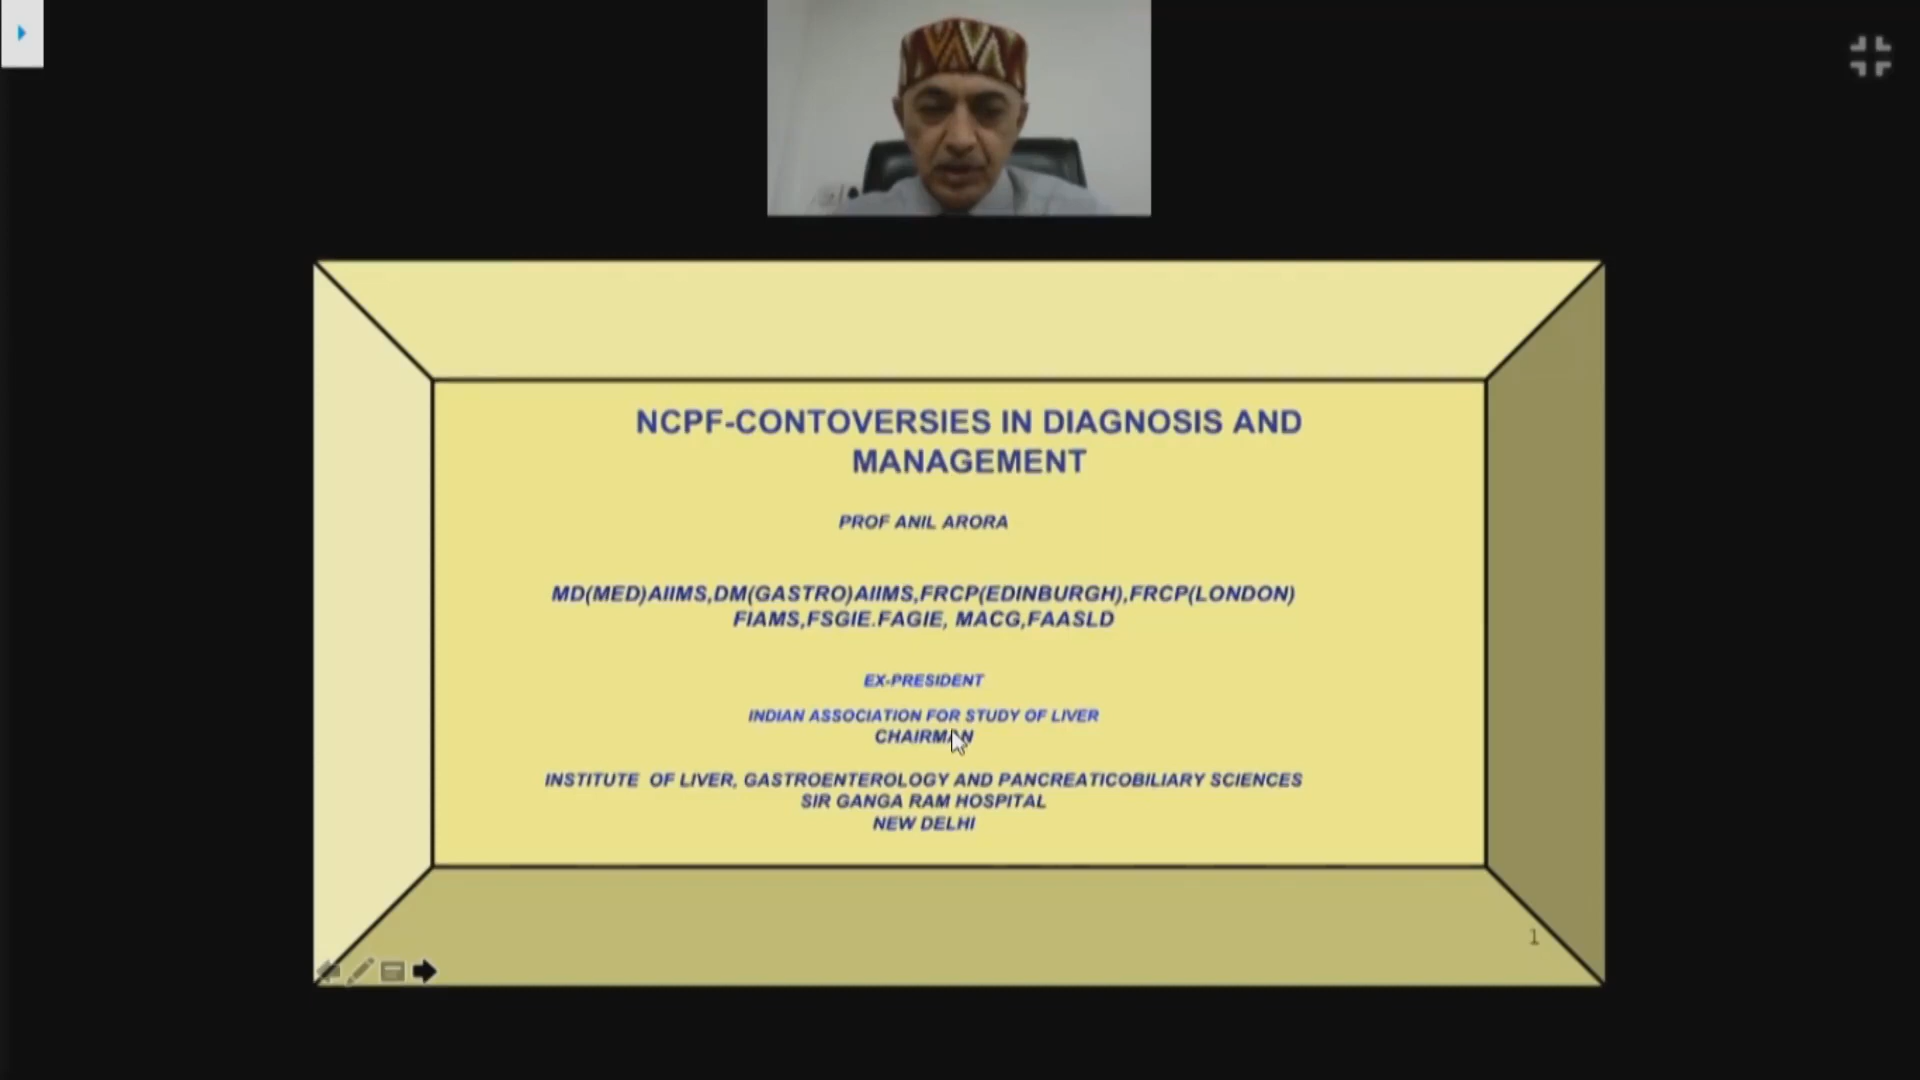 NCPF-CONTOVERSIES IN DIAGNOSIS AND
MANAGEMENT
PROF ANIL ARORA
MD(MED)AIIMS,DM(GASTRO)AIIMS,FRCP(EDINBURGH),FRCP(LONDON)
FIAMS,FSGIE.FAGIE, MACG,FAASLD
EX-PRESIDENT
INDIAN ASSOCIATION FOR STUDY OF LIVER
CHAIRMAN
INSTITUTE OF LIVER, GASTROENTEROLOGY AND PANCREATICOBILIARY SCIENCES
SIR GANGA RAM HOSPITAL
NEW DELHI
1